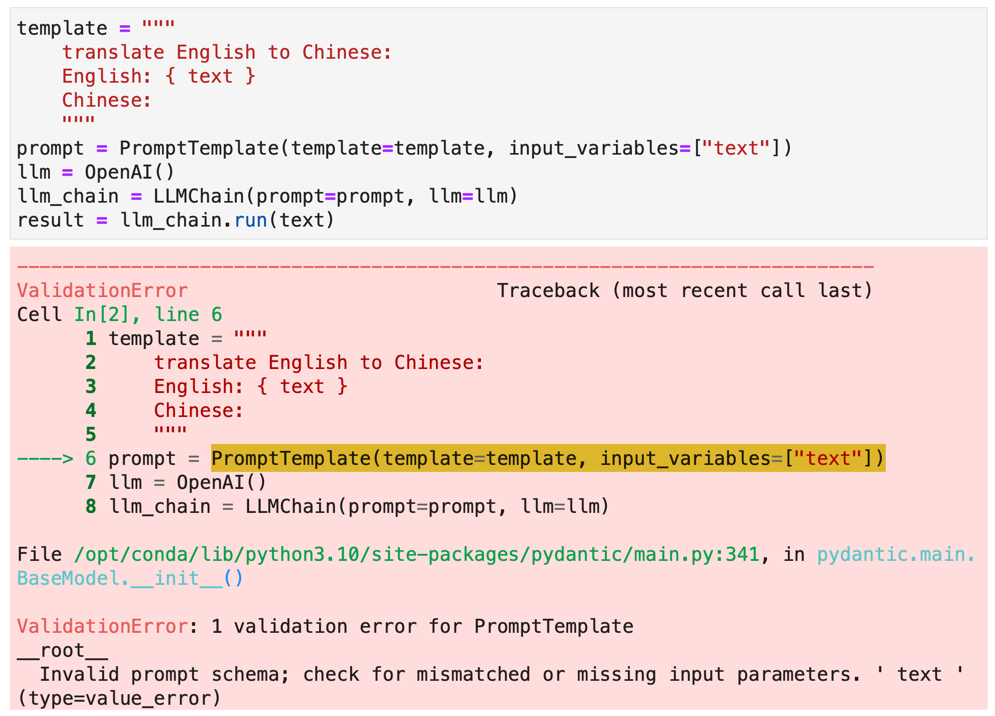 template = """
    translate English to Chinese:
    English: { text }
    Chinese:
    """
prompt = PromptTemplate(template=template, input_variables=["text"])
llm = OpenAI()
llm_chain = LLMChain(prompt=prompt, llm=llm)
result = llm_chain.run(text)
---------------------------------------------------------------------------
ValidationError                           Traceback (most recent call last)
Cell In[2], line 6
      1 template = """
      2     translate English to Chinese:
      3     English: { text }
      4     Chinese:
      5     """
----> 6 prompt = PromptTemplate(template=template, input_variables=["text"])
      7 llm = OpenAI()
      8 llm_chain = LLMChain(prompt=prompt, llm=llm)
File /opt/conda/lib/python3.10/site-packages/pydantic/main.py:341, in pydantic.main.
BaseModel.__init__()
ValidationError: 1 validation error for PromptTemplate
__root__
  Invalid prompt schema; check for mismatched or missing input parameters. ' text '
(type=value_error)